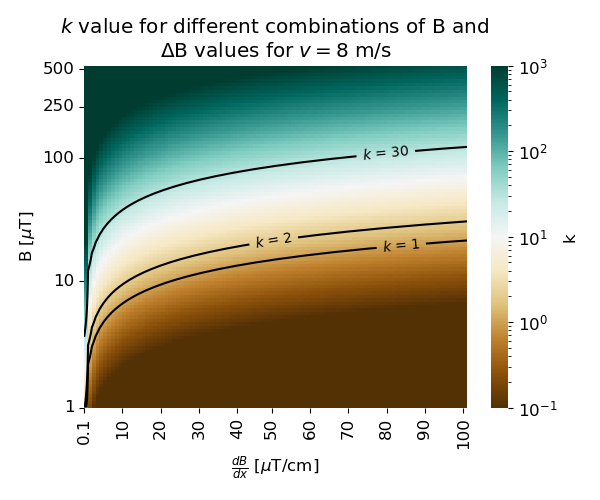 k value for different combinations of B and
ΔB values for v = 8 m/s
500
250
100
10
1
B [μT]
k = 30
k = 2
k = 1
0.1
10
20
30
40
50
60
70
80
90
100
dB/dx [μT/cm]
10³
10²
10¹
10⁰
10⁻¹
k